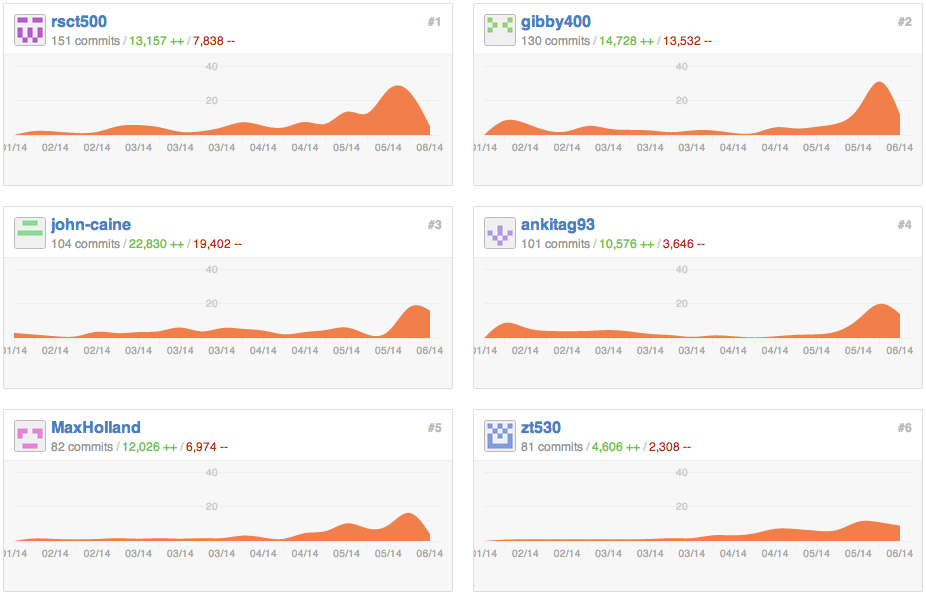 rsct500 #1
151 commits / 13,157 ++ / 7,838 --
40
20
01/14 02/14 02/14 03/14 03/14 03/14 04/14 04/14 05/14 05/14 06/14
gibby400 #2
130 commits / 14,728 ++ / 13,532 --
40
20
01/14 02/14 02/14 03/14 03/14 03/14 04/14 04/14 05/14 05/14 06/14
john-caine #3
104 commits / 22,830 ++ / 19,402 --
40
20
01/14 02/14 02/14 03/14 03/14 03/14 04/14 04/14 05/14 05/14 06/14
ankitag93 #4
101 commits / 10,576 ++ / 3,646 --
40
20
01/14 02/14 02/14 03/14 03/14 03/14 04/14 04/14 05/14 05/14 06/14
MaxHolland #5
82 commits / 12,026 ++ / 6,974 --
40
20
01/14 02/14 02/14 03/14 03/14 03/14 04/14 04/14 05/14 05/14 06/14
zt530 #6
81 commits / 4,606 ++ / 2,308 --
40
20
01/14 02/14 02/14 03/14 03/14 03/14 04/14 04/14 05/14 05/14 06/14